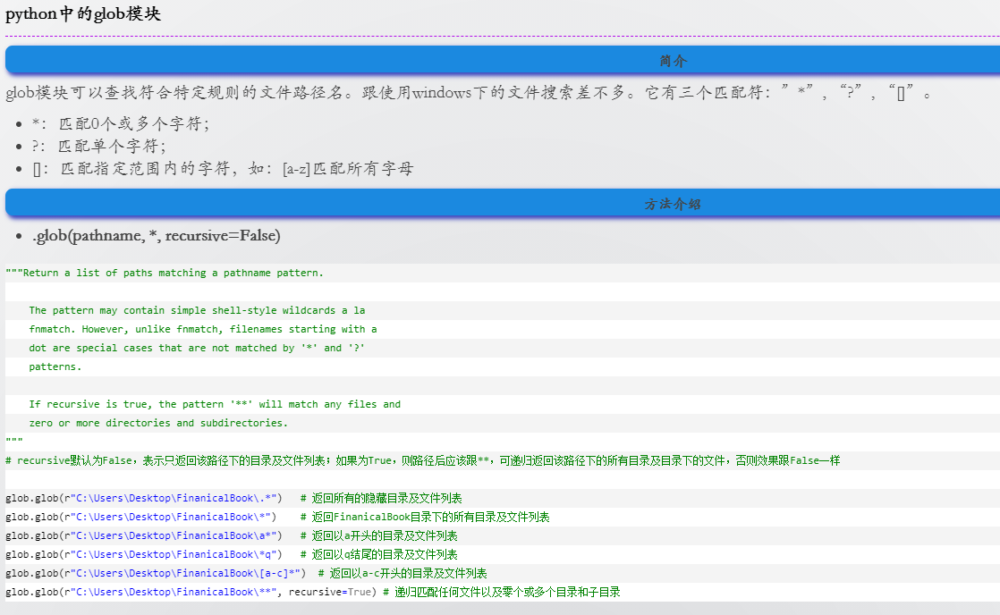 python中的glob模块
简介
glob模块可以查找符合特定规则的文件路径名。跟使用windows下的文件搜索差不多。它有三个匹配符：”*”, “?”, “[]”。
*：匹配0个或多个字符；
?：匹配单个字符；
[]：匹配指定范围内的字符，如：[a-z]匹配所有字母
方法介绍
.glob(pathname, *, recursive=False)
"""Return a list of paths matching a pathname pattern.
The pattern may contain simple shell-style wildcards a la
fnmatch. However, unlike fnmatch, filenames starting with a
dot are special cases that are not matched by '*' and '?'
patterns.
If recursive is true, the pattern '**' will match any files and
zero or more directories and subdirectories.
"""
# recursive默认为False，表示只返回该路径下的目录及文件列表；如果为True，则路径后应该跟**，可递归返回该路径下的所有目录及目录下的文件，否则效果跟False一样
glob.glob(r"C:\Users\Desktop\FinanicalBook\.*")   # 返回所有的隐藏目录及文件列表
glob.glob(r"C:\Users\Desktop\FinanicalBook\*")    # 返回FinanicalBook目录下的所有目录及文件列表
glob.glob(r"C:\Users\Desktop\FinanicalBook\a*")   # 返回以a开头的目录及文件列表
glob.glob(r"C:\Users\Desktop\FinanicalBook\*q")   # 返回以q结尾的目录及文件列表
glob.glob(r"C:\Users\Desktop\FinanicalBook\[a-c]*")  # 返回以a-c开头的目录及文件列表
glob.glob(r"C:\Users\Desktop\FinanicalBook\**", recursive=True) # 递归匹配任何文件以及零个或多个目录和子目录